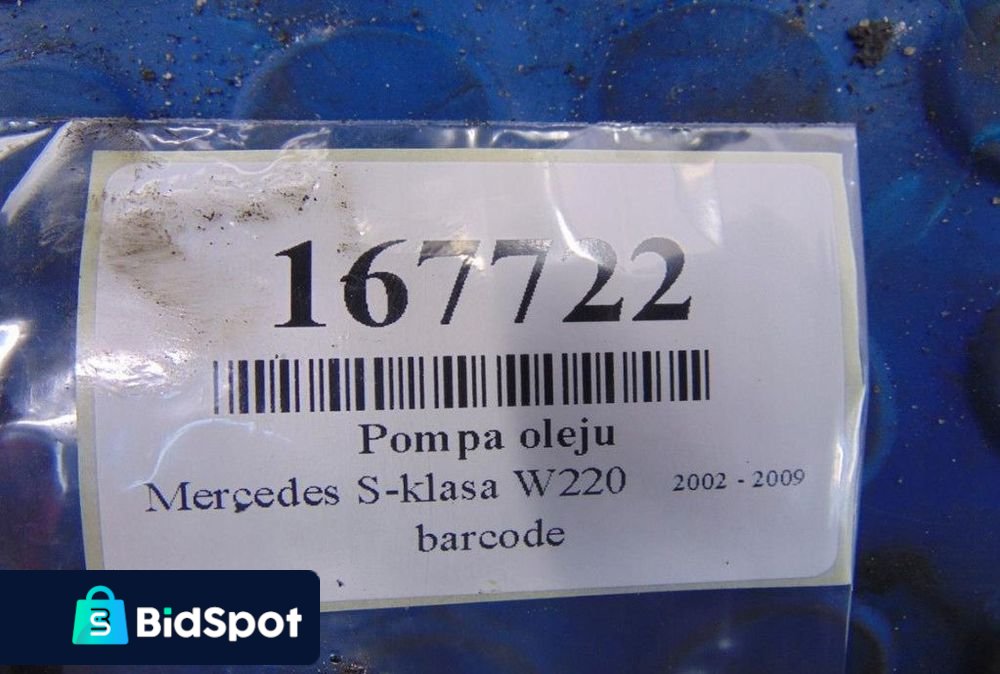 167722
Pompa oleju
Mercedes S-klasa W220 2002 - 2009
barcode
BidSpot